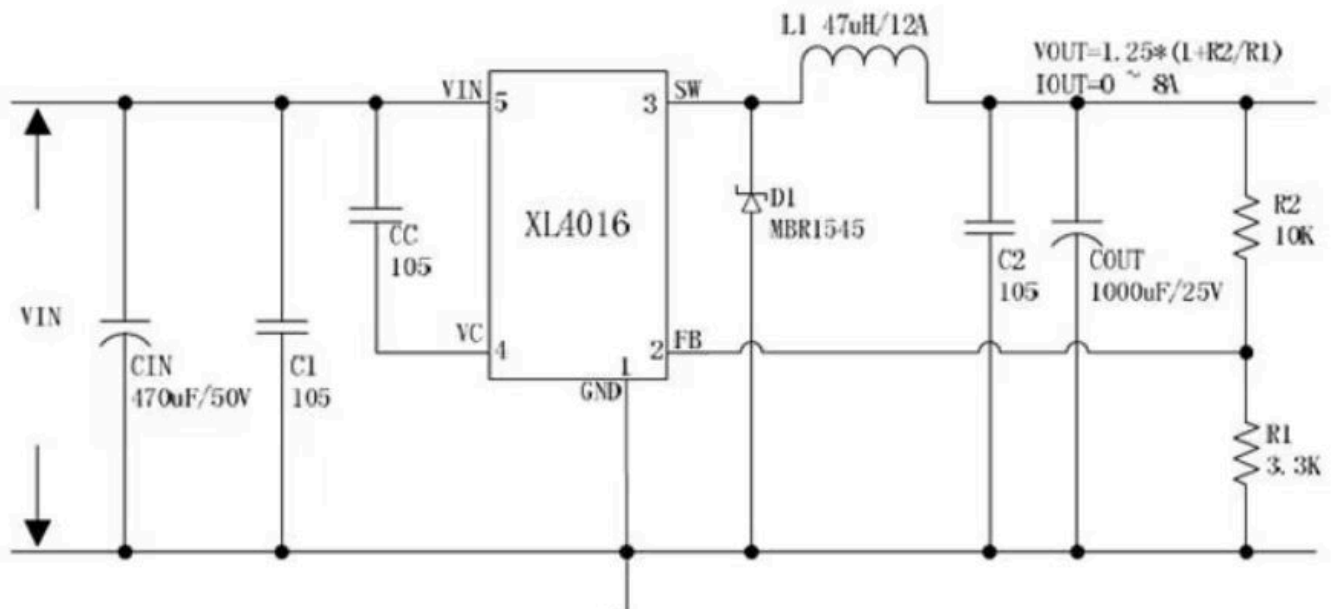 L1 47uH/12A
VOUT=1.25*(1+R2/R1)
IOUT=0 ~ 8A
VIN
5
3
SW
D1
MBR1545
XL4016
CC
105
R2
10K
C2
105
COUT
1000uF/25V
VIN
VC
4
2
FB
1
GND
CIN
470uF/50V
C1
105
R1
3.3K